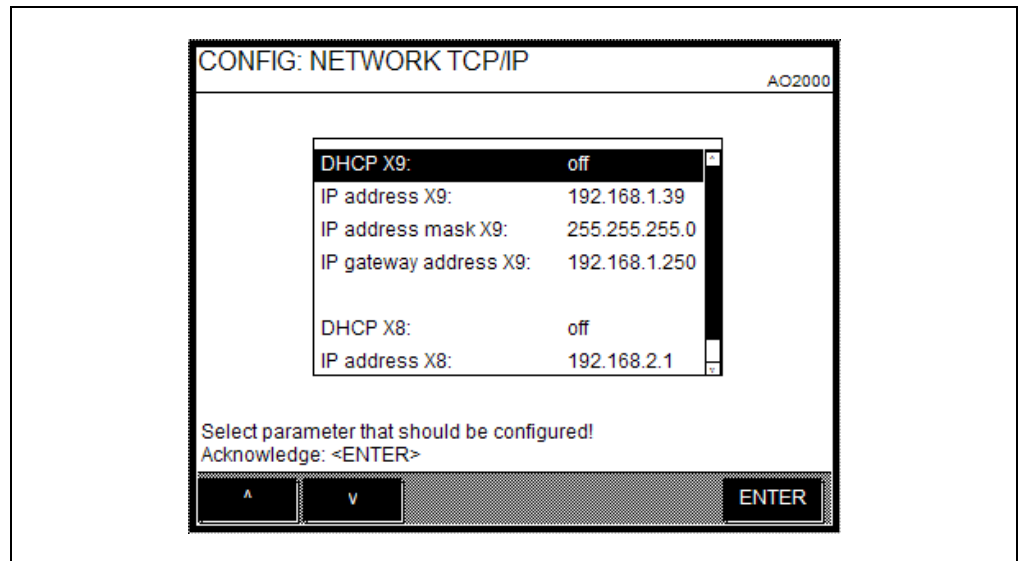 CONFIG: NETWORK TCP/IP
AO2000
DHCP X9: off
IP address X9: 192.168.1.39
IP address mask X9: 255.255.255.0
IP gateway address X9: 192.168.1.250
DHCP X8: off
IP address X8: 192.168.2.1
Select parameter that should be configured!
Acknowledge: <ENTER>
^ v ENTER